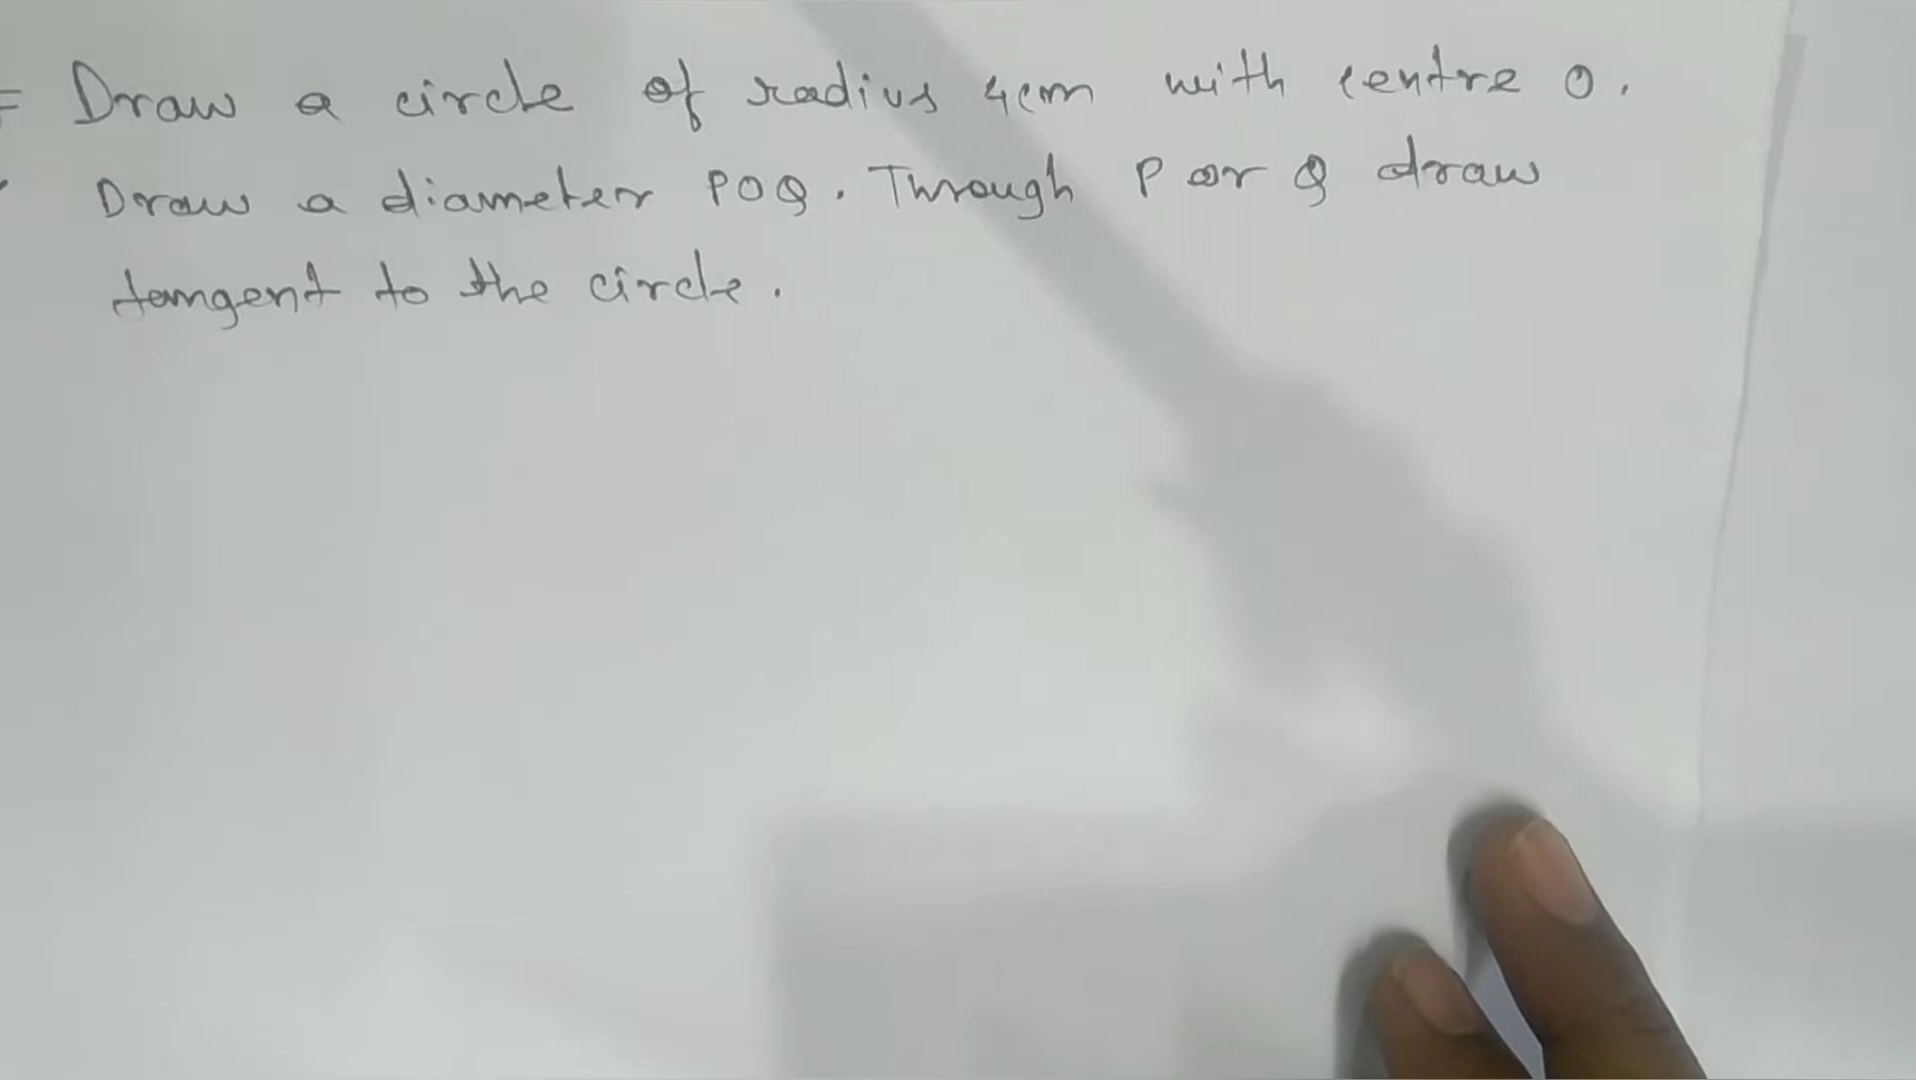 = Draw a circle of radius 4cm with centre O.
Draw a diameter POQ. Through P or Q draw
tangent to the circle.